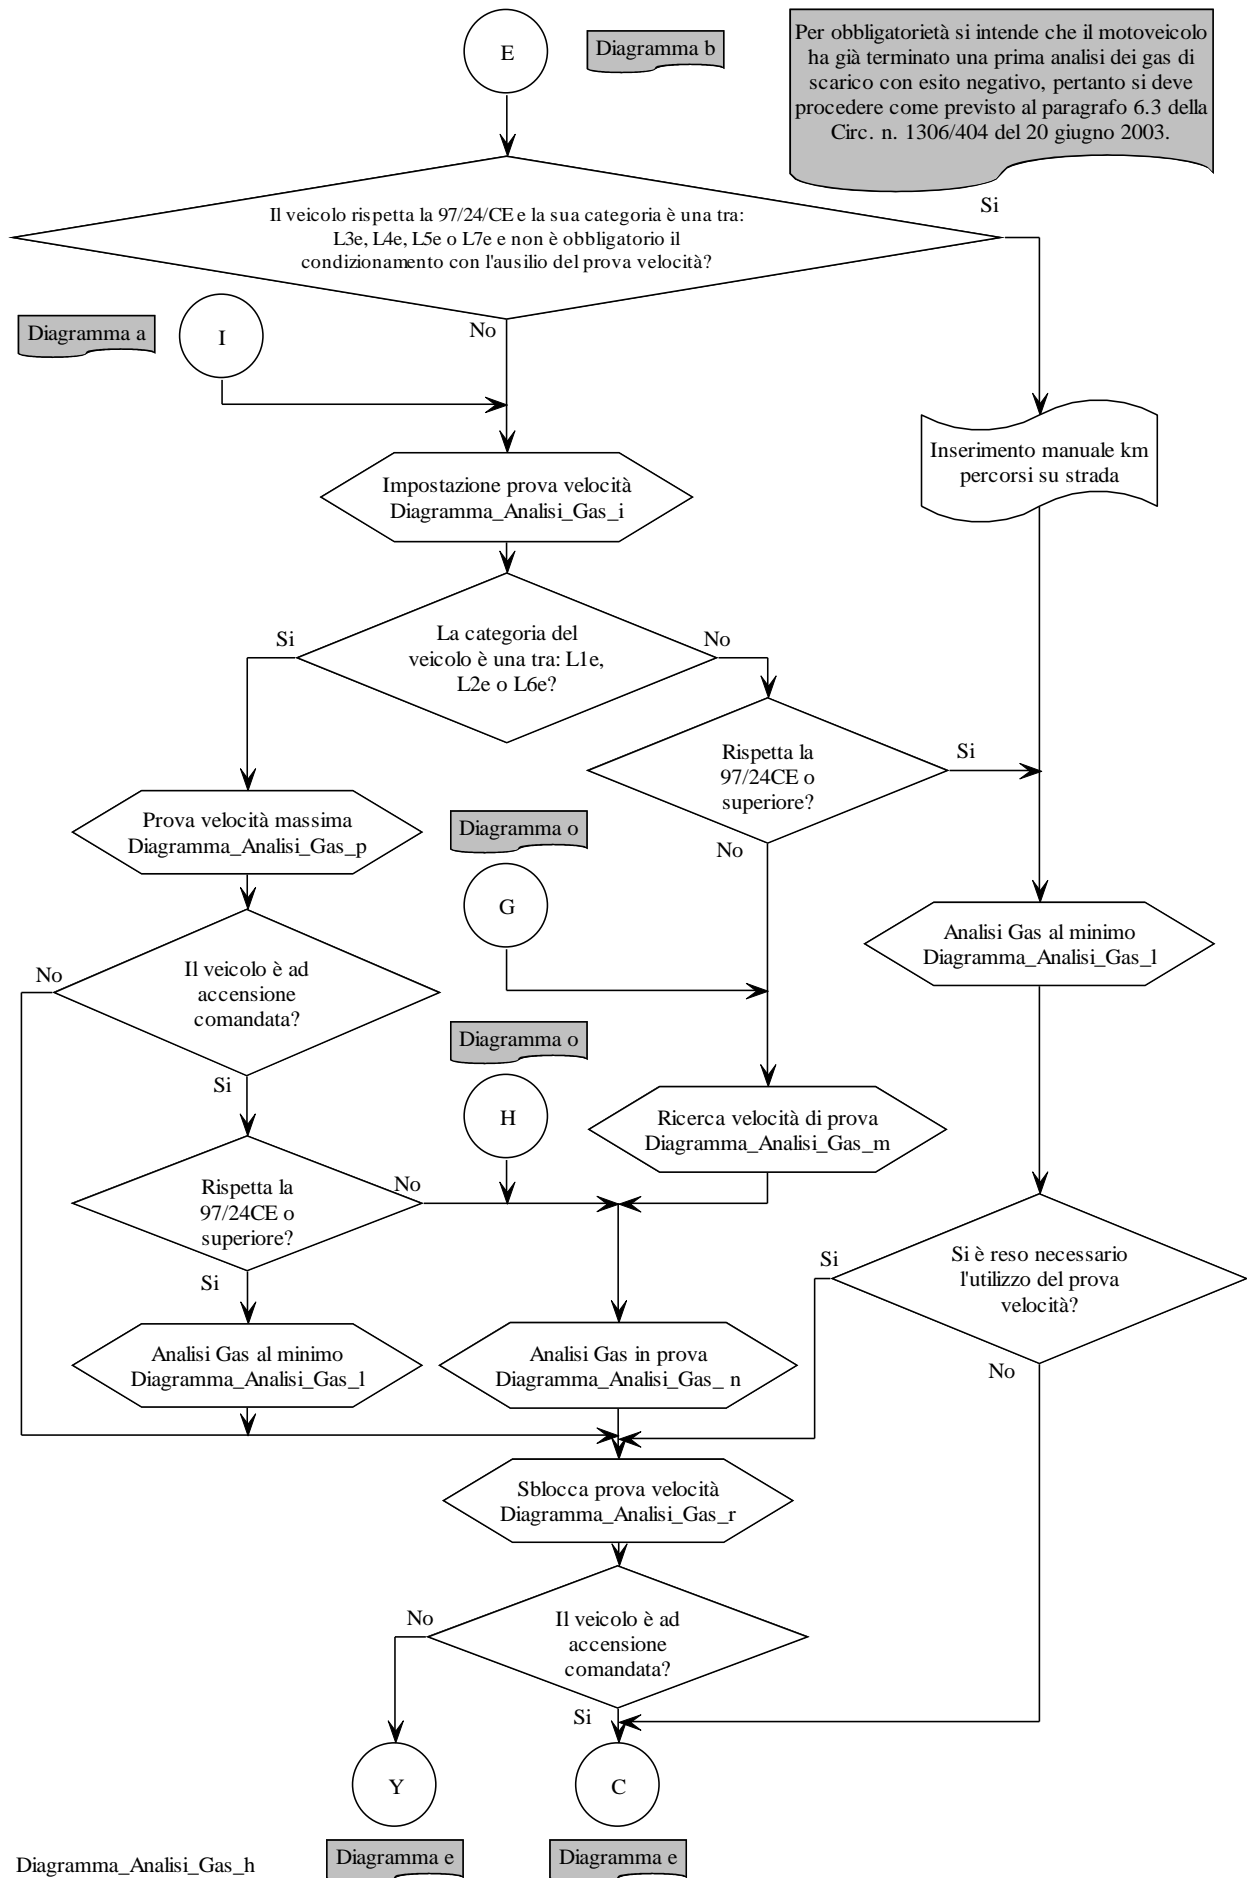 E
Diagramma b
Per obbligatorietà si intende che il motoveicolo
ha già terminato una prima analisi dei gas di
scarico con esito negativo, pertanto si deve
procedere come previsto al paragrafo 6.3 della
Circ. n. 1306/404 del 20 giugno 2003.
Il veicolo rispetta la 97/24/CE e la sua categoria è una tra:
L3e, L4e, L5e o L7e e non è obbligatorio il
condizionamento con l'ausilio del prova velocità?
Si
No
Diagramma a
I
Inserimento manuale km
percorsi su strada
Impostazione prova velocità
Diagramma_Analisi_Gas_i
La categoria del
veicolo è una tra: L1e,
L2e o L6e?
Si
No
Rispetta la
97/24CE o
superiore?
Si
No
Prova velocità massima
Diagramma_Analisi_Gas_p
Diagramma o
G
Analisi Gas al minimo
Diagramma_Analisi_Gas_l
No
Il veicolo è ad
accensione
comandata?
Si
Diagramma o
H
Ricerca velocità di prova
Diagramma_Analisi_Gas_m
Rispetta la
97/24CE o
superiore?
No
Si
Si è reso necessario
l'utilizzo del prova
velocità?
Si
No
Analisi Gas al minimo
Diagramma_Analisi_Gas_l
Analisi Gas in prova
Diagramma_Analisi_Gas_ n
Sblocca prova velocità
Diagramma_Analisi_Gas_r
No
Il veicolo è ad
accensione
comandata?
Si
Y
C
Diagramma_Analisi_Gas_h
Diagramma e
Diagramma e